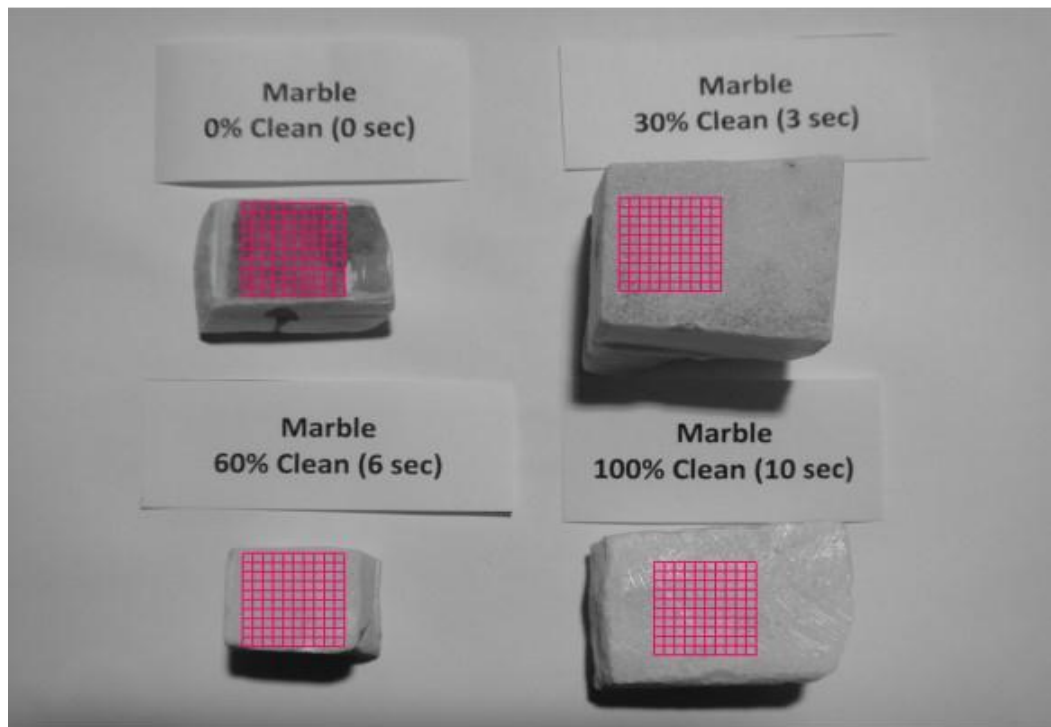 Marble
0% Clean (0 sec)
Marble
30% Clean (3 sec)
Marble
60% Clean (6 sec)
Marble
100% Clean (10 sec)